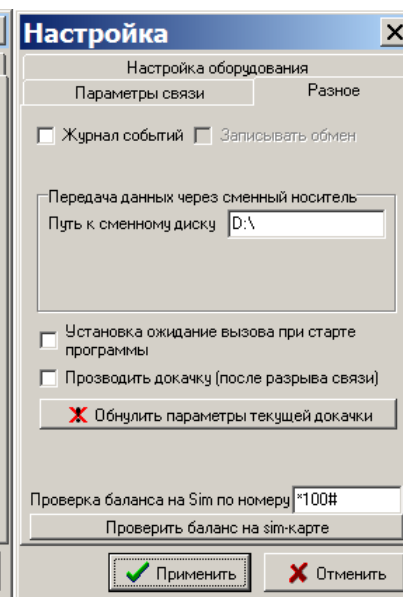 Настройка
Настройка оборудования
Параметры связи
Разное
Журнал событий
Записывать обмен
Передача данных через сменный носитель
Путь к сменному диску
D:\
Установка ожидание вызова при старте
программы
Прозводить докачку (после разрыва связи)
Обнулить параметры текущей докачки
Проверка баланса на Sim по номеру
*100#
Проверить баланс на sim-карте
Применить
Отменить